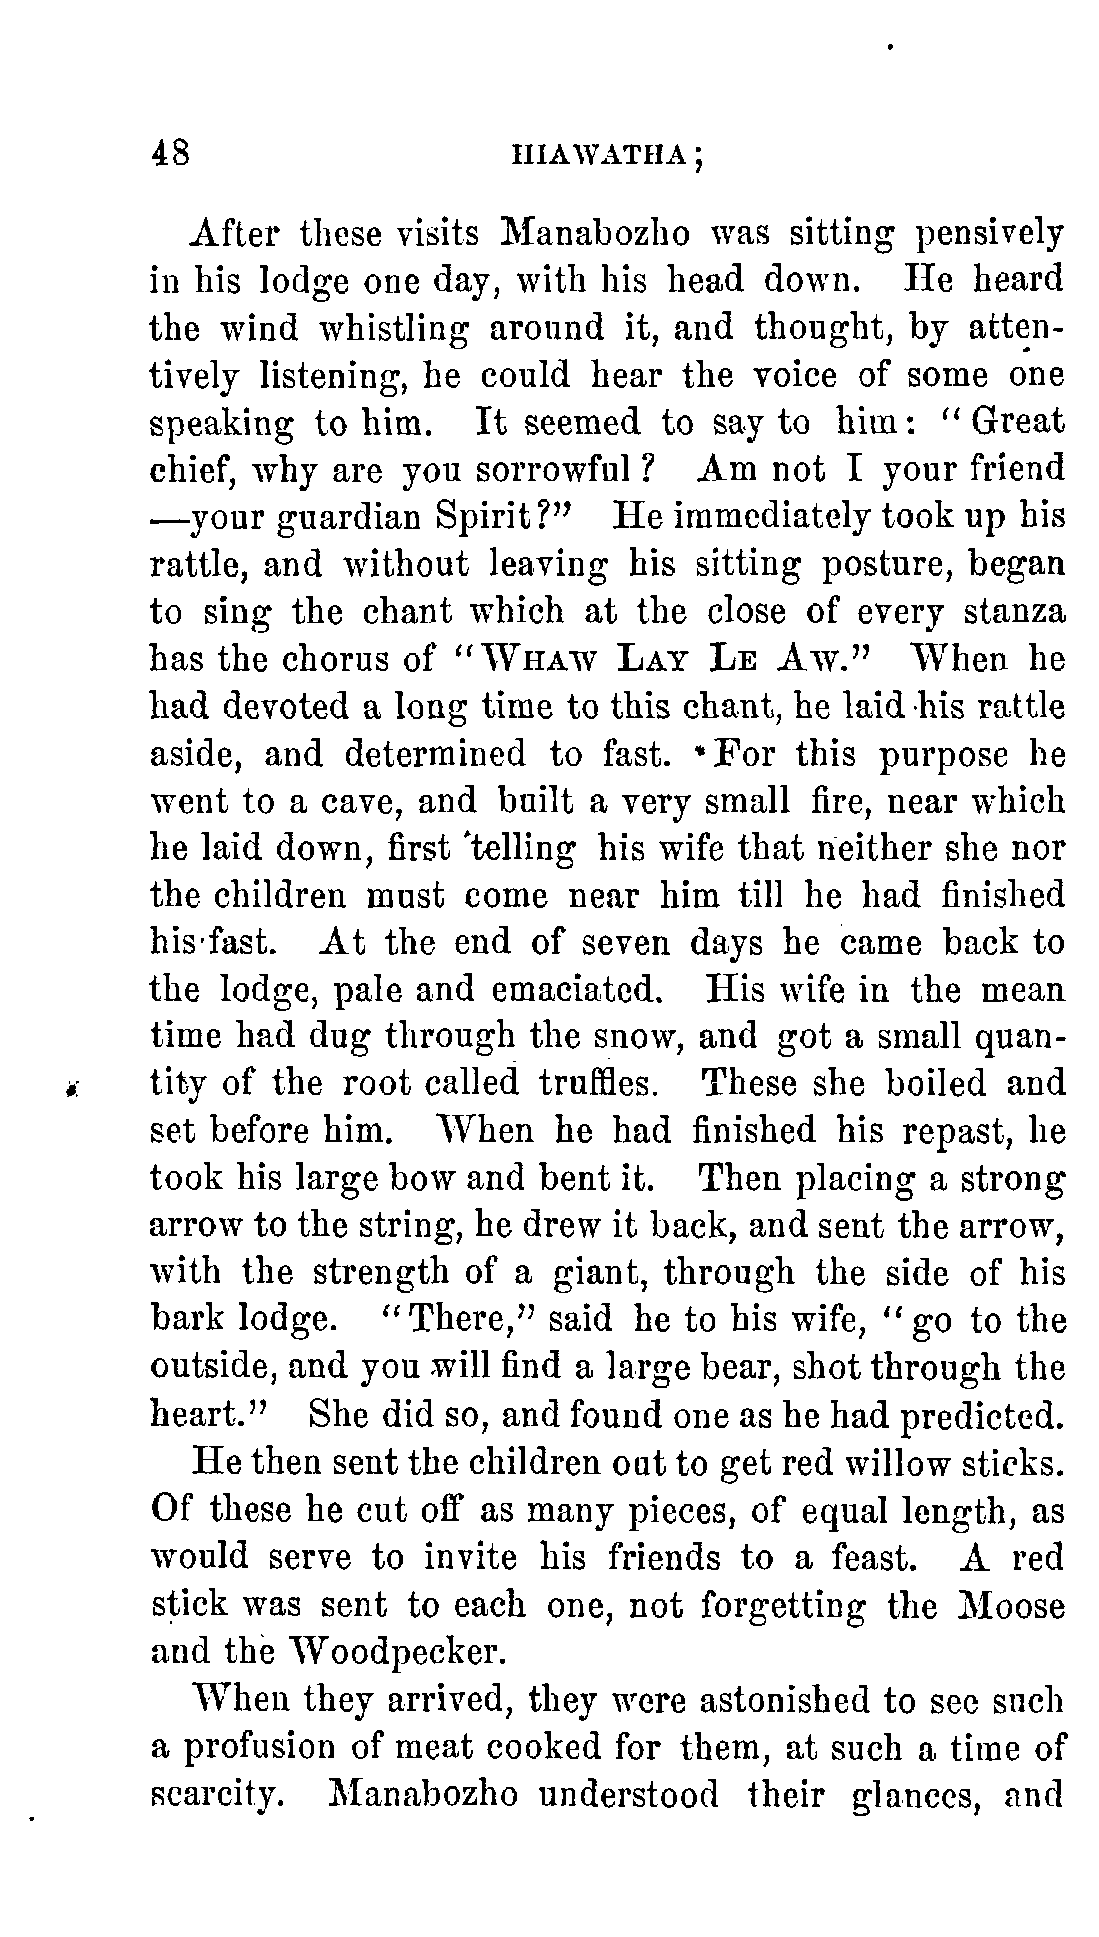 48 HIAWATHA;
After these visits Manabozho was sitting pensively
in his lodge one day, with his head down. He heard
the wind whistling around it, and thought, by atten-
tively listening, he could hear the voice of some one
speaking to him. It seemed to say to him: "Great
chief, why are you sorrowful? Am not I your friend
—your guardian Spirit?" He immediately took up his
rattle, and without leaving his sitting posture, began
to sing the chant which at the close of every stanza
has the chorus of "WHAW LAY LE AW." When he
had devoted a long time to this chant, he laid his rattle
aside, and determined to fast. For this purpose he
went to a cave, and built a very small fire, near which
he laid down, first telling his wife that neither she nor
the children must come near him till he had finished
his fast. At the end of seven days he came back to
the lodge, pale and emaciated. His wife in the mean
time had dug through the snow, and got a small quan-
tity of the root called truffles. These she boiled and
set before him. When he had finished his repast, he
took his large bow and bent it. Then placing a strong
arrow to the string, he drew it back, and sent the arrow,
with the strength of a giant, through the side of his
bark lodge. "There," said he to his wife, "go to the
outside, and you will find a large bear, shot through the
heart." She did so, and found one as he had predicted.
He then sent the children out to get red willow sticks.
Of these he cut off as many pieces, of equal length, as
would serve to invite his friends to a feast. A red
stick was sent to each one, not forgetting the Moose
and the Woodpecker.
When they arrived, they were astonished to see such
a profusion of meat cooked for them, at such a time of
scarcity. Manabozho understood their glances, and